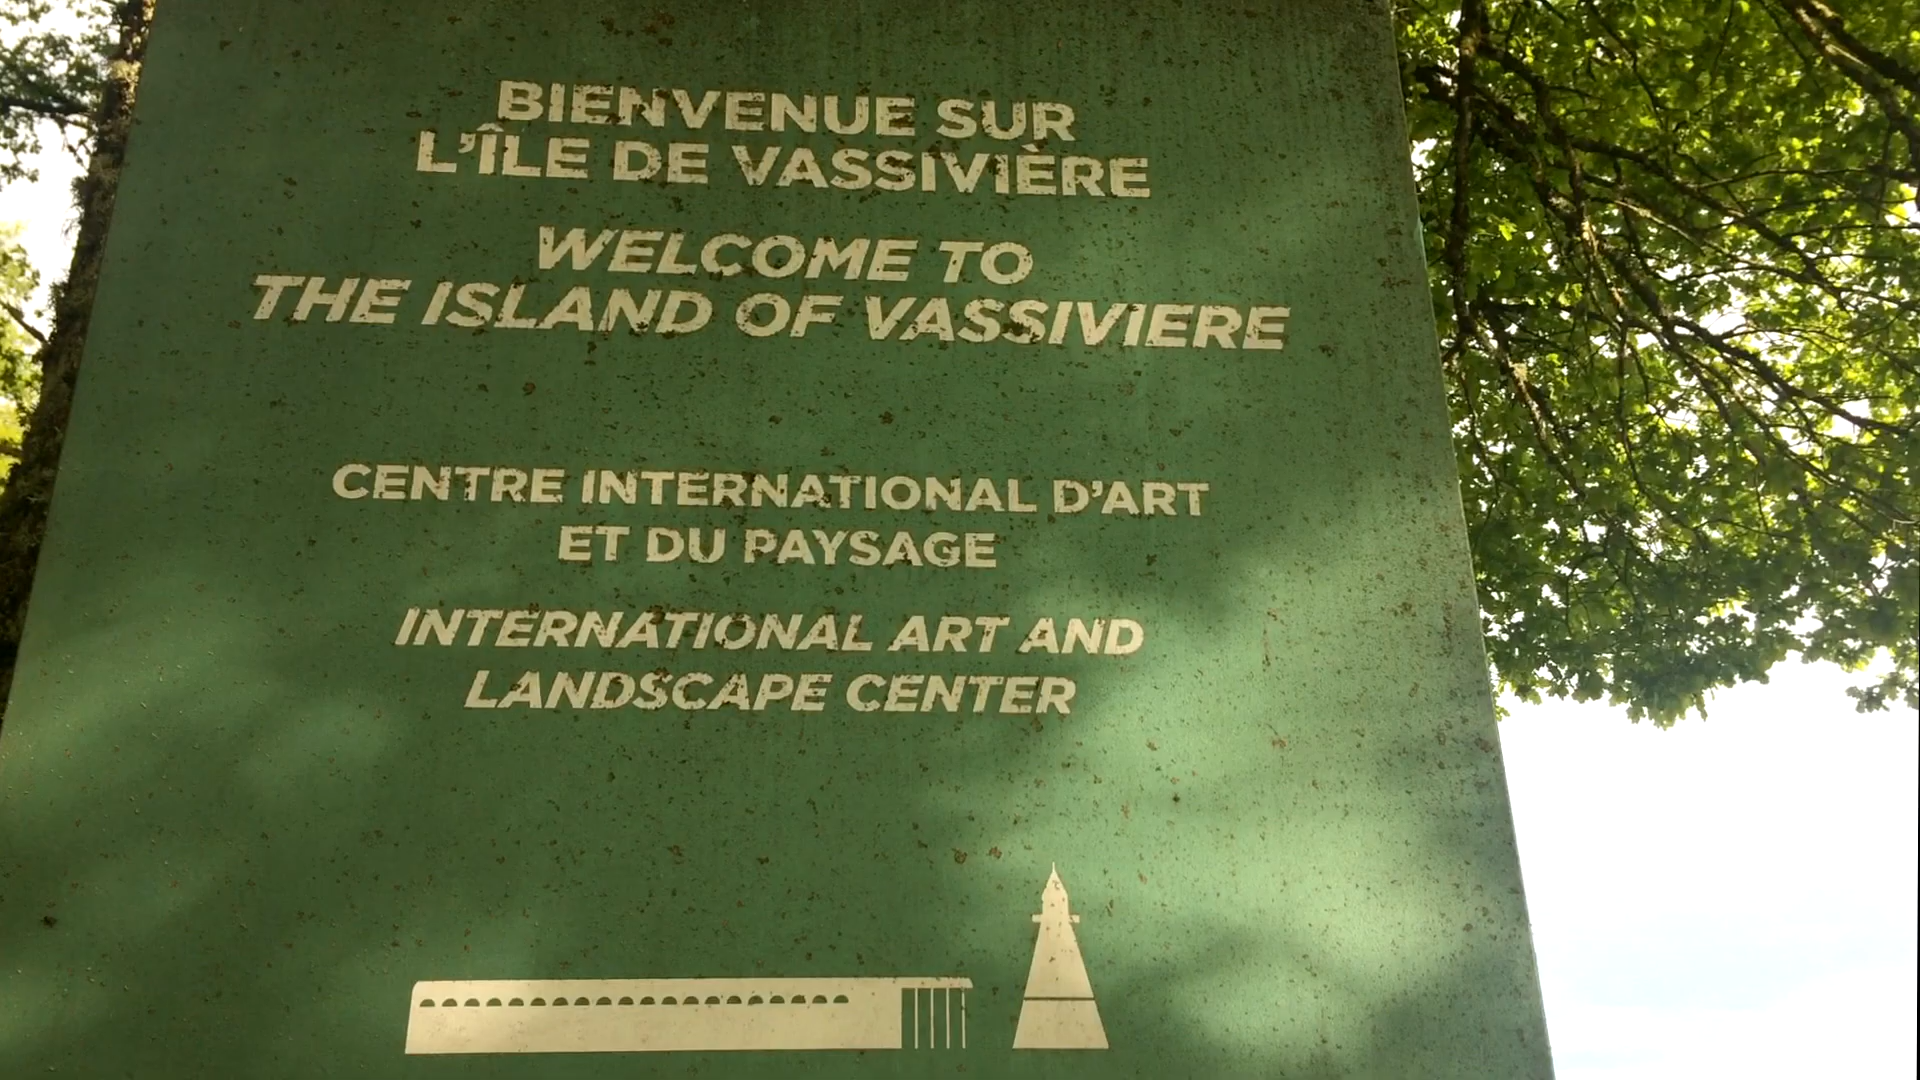 BIENVENUE SUR
L'ÎLE DE VASSIVIÈRE
WELCOME TO
THE ISLAND OF VASSIVIERE
CENTRE INTERNATIONAL D'ART
ET DU PAYSAGE
INTERNATIONAL ART AND
LANDSCAPE CENTER